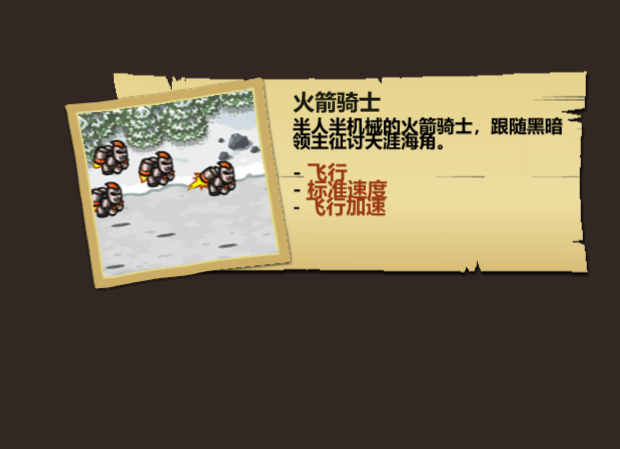 火箭骑士
半人半机械的火箭骑士，跟随黑暗
领主征讨天涯海角。
- 飞行
- 标准速度
- 飞行加速